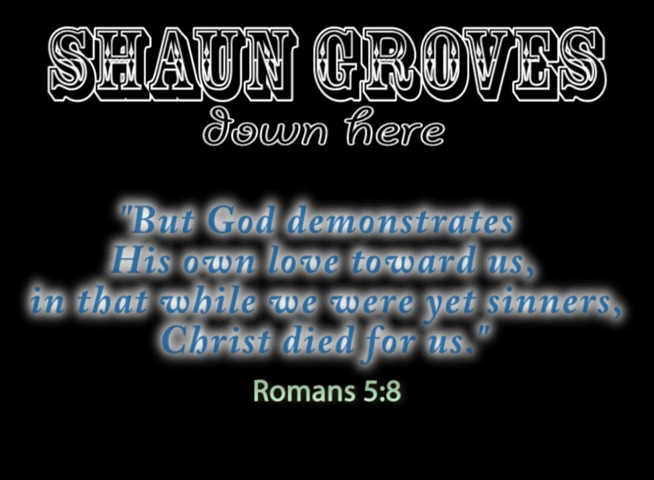 SHAUN GROVES
down here
"But God demonstrates
His own love toward us,
in that while we were yet sinners,
Christ died for us."
Romans 5:8